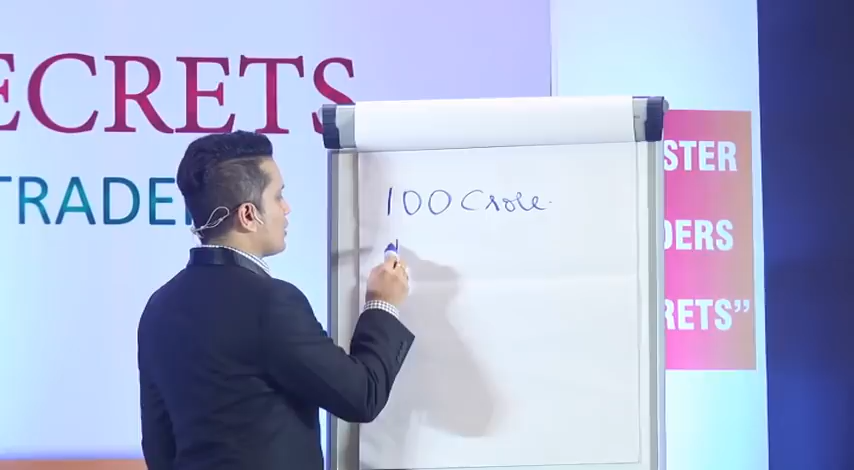 ECRETS
TRADE
100 Crore.
STER
DERS
RETS”